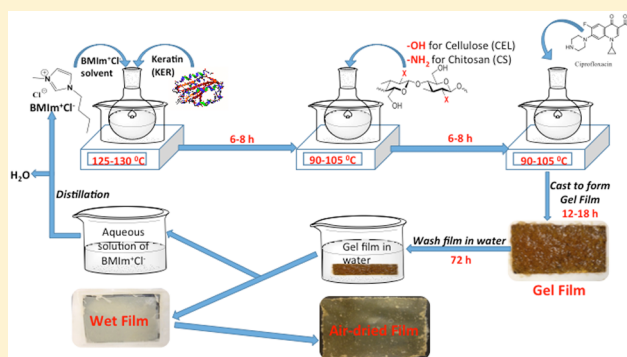 BMIm⁺Cl⁻
solvent
Keratin
(KER)
-OH for Cellulose (CEL)
-NH₂ for Chitosan (CS)
F
O
O
HN
N
N
Ciprofloxacin
N
N
Cl⊖
BMIm⁺Cl⁻
X
OH
O
X
6-8 h
6-8 h
125-130 ⁰C
90-105 ⁰C
90-105 ⁰C
H₂O
Distillation
Cast to form
Gel Film
12-18 h
Aqueous
solution of
BMIm⁺Cl⁻
Gel film in
water
Wash film in water
72 h
Gel Film
Wet Film
Air-dried Film